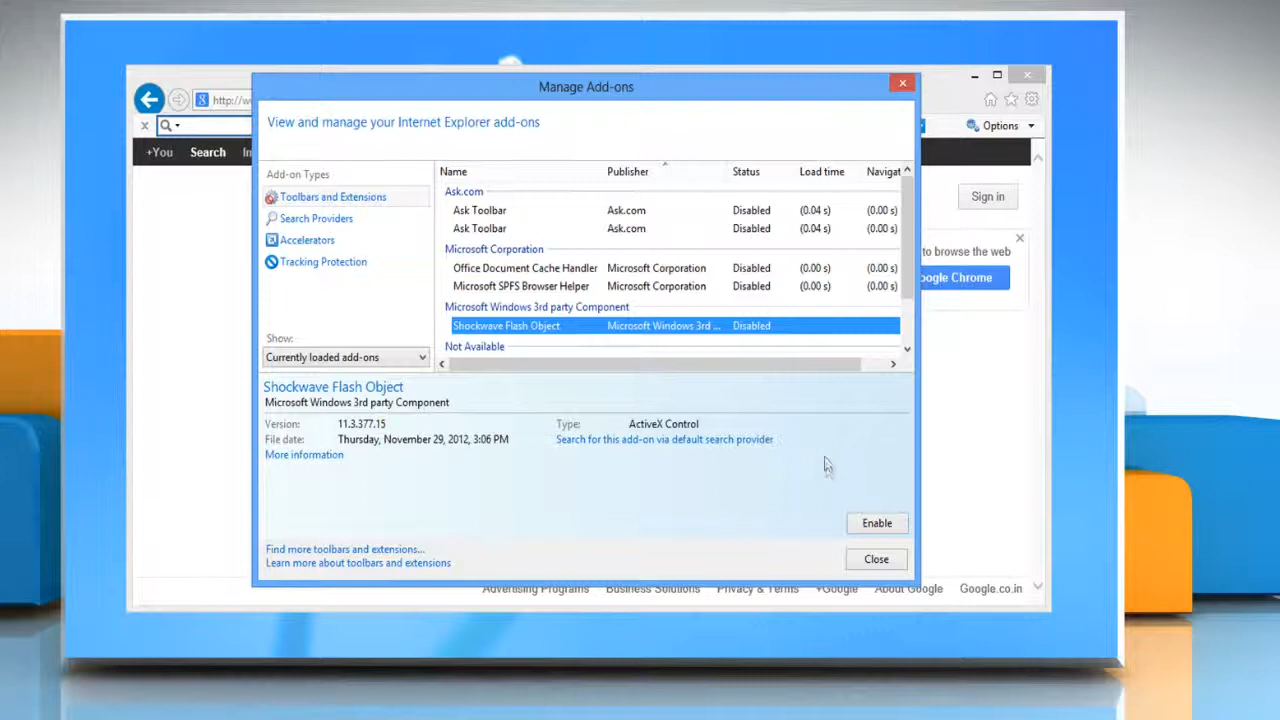 Manage Add-ons
http://w
Options
+You Search
Sign in
to browse the web
ogle Chrome
View and manage your Internet Explorer add-ons
Add-on Types
Toolbars and Extensions
Search Providers
Accelerators
Tracking Protection
Show:
Currently loaded add-ons
Name Publisher Status Load time Navigat
Ask.com
Ask Toolbar Ask.com Disabled (0.04 s) (0.00 s)
Ask Toolbar Ask.com Disabled (0.04 s) (0.00 s)
Microsoft Corporation
Office Document Cache Handler Microsoft Corporation Disabled (0.00 s) (0.00 s)
Microsoft SPFS Browser Helper Microsoft Corporation Disabled (0.00 s) (0.00 s)
Microsoft Windows 3rd party Component
Shockwave Flash Object Microsoft Windows 3rd ... Disabled
Not Available
Shockwave Flash Object
Microsoft Windows 3rd party Component
Version: 11.3.377.15
File date: Thursday, November 29, 2012, 3:06 PM
More information
Type: ActiveX Control
Search for this add-on via default search provider
Enable
Find more toolbars and extensions...
Learn more about toolbars and extensions
Close
Advertising Programs Business Solutions Privacy & Terms +Google About Google Google.co.in